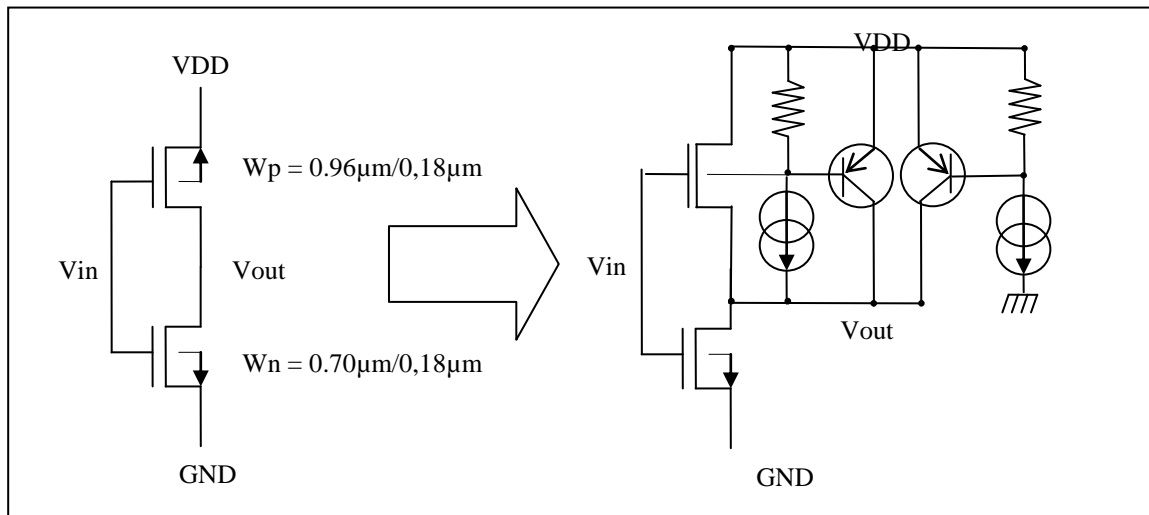 VDD
Wp = 0.96µm/0,18µm
Vin
Vout
Wn = 0.70µm/0,18µm
GND
VDD
Vin
Vout
GND